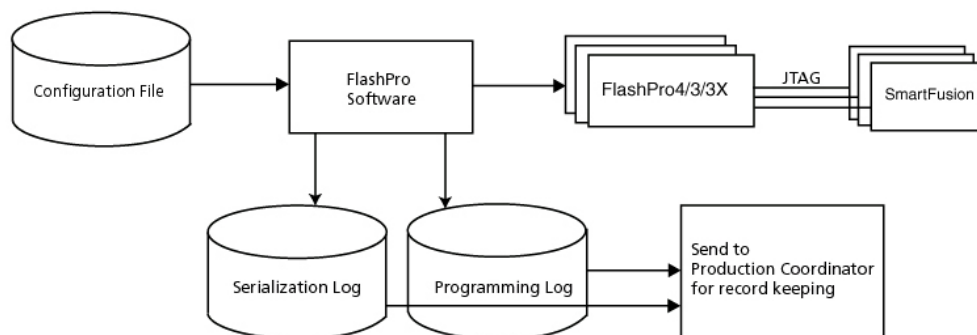 Configuration File
FlashPro
Software
FlashPro4/3/3X
JTAG
SmartFusion
Serialization Log
Programming Log
Send to
Production Coordinator
for record keeping